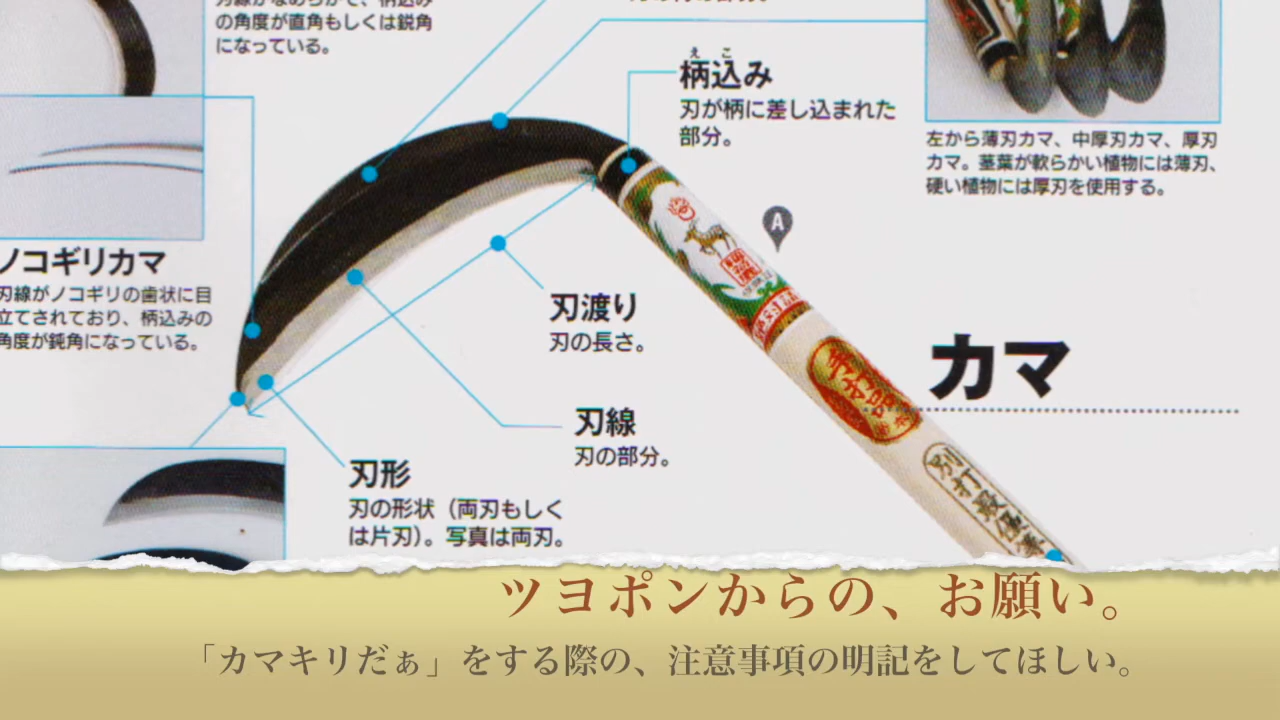 の角度が直角もしくは鋭角
になっている。
ノコギリカマ
刃線がノコギリの歯状に目
立てされており、柄込みの
角度が鈍角になっている。
えこ
柄込み
刃が柄に差し込まれた
部分。
左から薄刃カマ、中厚刃カマ、厚刃
カマ。茎葉が軟らかい植物には薄刃、
硬い植物には厚刃を使用する。
A
刃渡り
刃の長さ。
カマ
刃線
刃の部分。
刃形
刃の形状（両刃もしく
は片刃）。写真は両刃。
手打品
別打最優
ツヨポンからの、お願い。
「カマキリだぁ」をする際の、注意事項の明記をしてほしい。